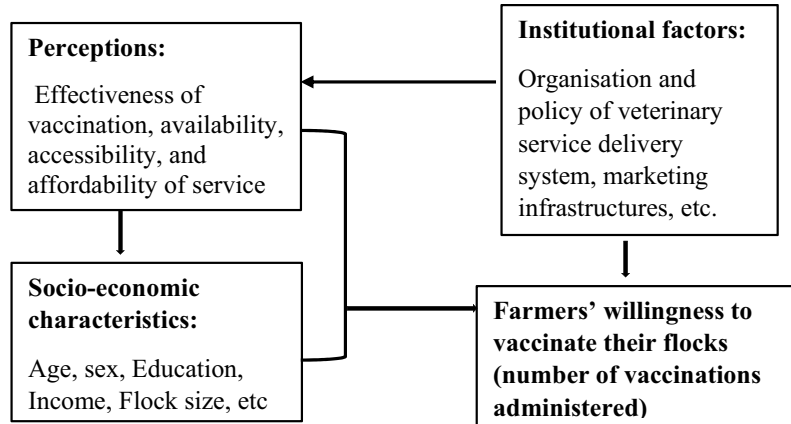 Perceptions:
Effectiveness of
vaccination, availability,
accessibility, and
affordability of service
Institutional factors:
Organisation and
policy of veterinary
service delivery
system, marketing
infrastructures, etc.
Socio-economic
characteristics:
Age, sex, Education,
Income, Flock size, etc
Farmers’ willingness to
vaccinate their flocks
(number of vaccinations
administered)